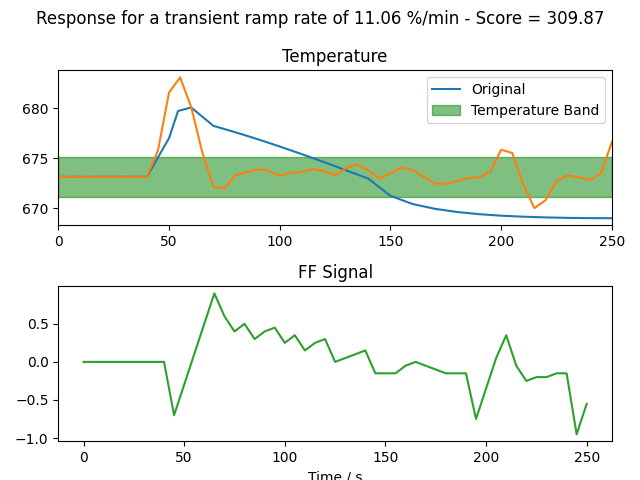 Response for a transient ramp rate of 11.06 %/min - Score = 309.87
Temperature
680
675
670
Original
Temperature Band
0 50 100 150 200 250
FF Signal
0.5
0.0
−0.5
−1.0
0 50 100 150 200 250
Time / s